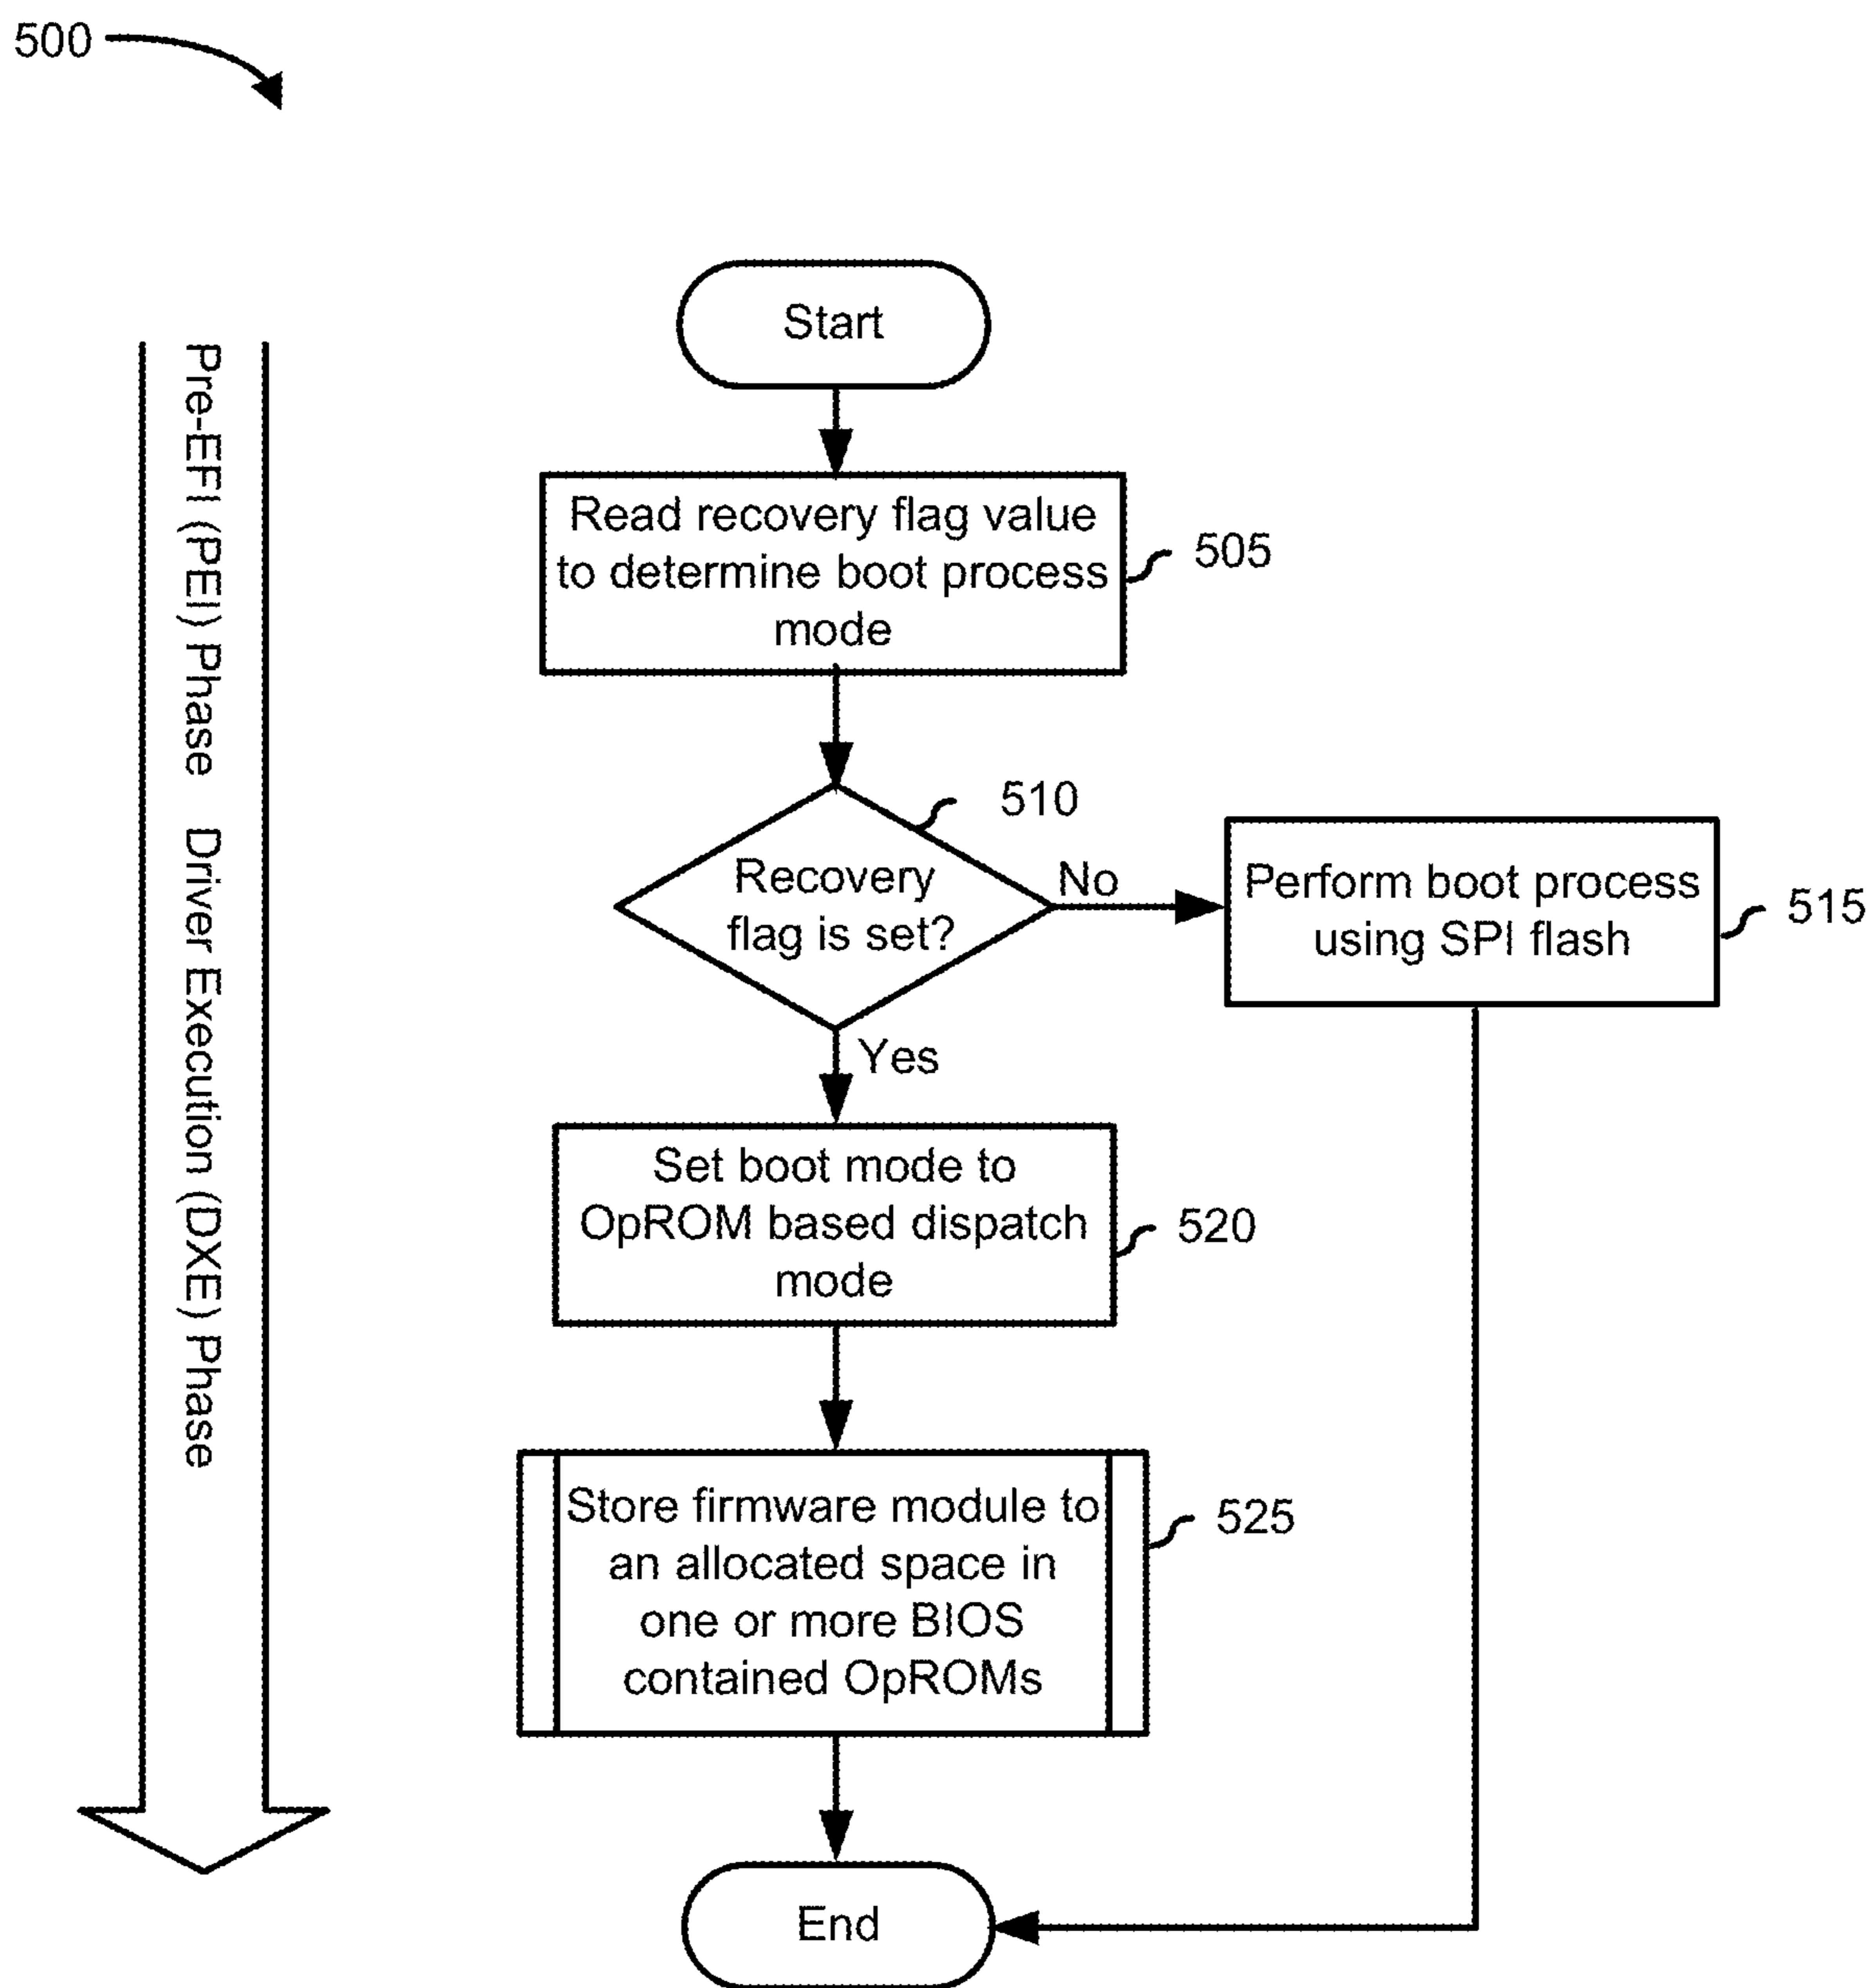 500
Start
Read recovery flag value
to determine boot process
mode
505
510
Recovery
flag is set?
No
Yes
Perform boot process
using SPI flash
515
Set boot mode to
OpROM based dispatch
mode
520
Store firmware module to
an allocated space in
one or more BIOS
contained OpROMs
525
End
Pre-EFI (PEI) Phase Driver Execution (DXE) Phase